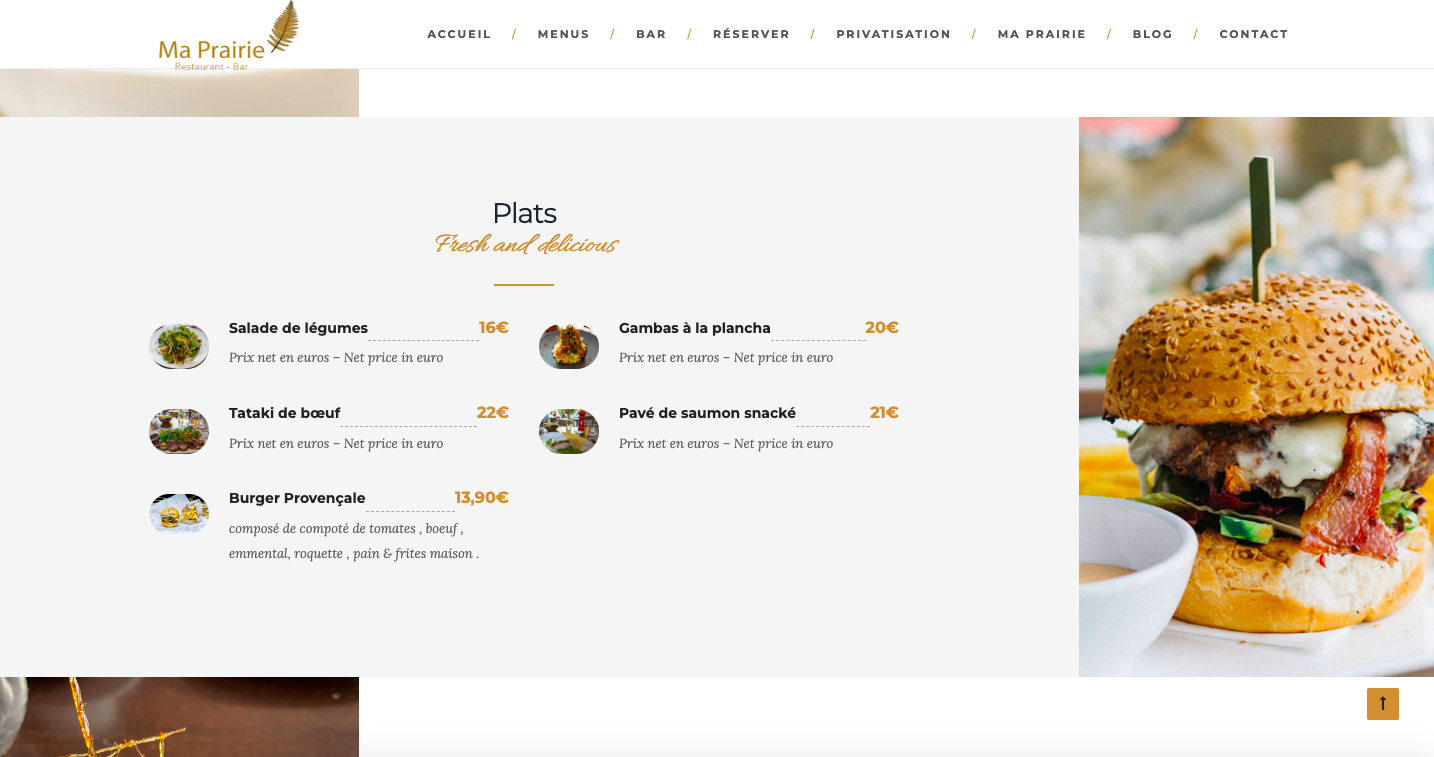 Ma Prairie
Restaurant - Bar
ACCUEIL / MENUS / BAR / RÉSERVER / PRIVATISATION / MA PRAIRIE / BLOG / CONTACT
Plats
Fresh and delicious
Salade de légumes 16€
Prix net en euros – Net price in euro
Gambas à la plancha 20€
Prix net en euros – Net price in euro
Tataki de bœuf 22€
Prix net en euros – Net price in euro
Pavé de saumon snacké 21€
Prix net en euros – Net price in euro
Burger Provençale 13,90€
composé de compoté de tomates , boeuf ,
emmental, roquette , pain & frites maison .